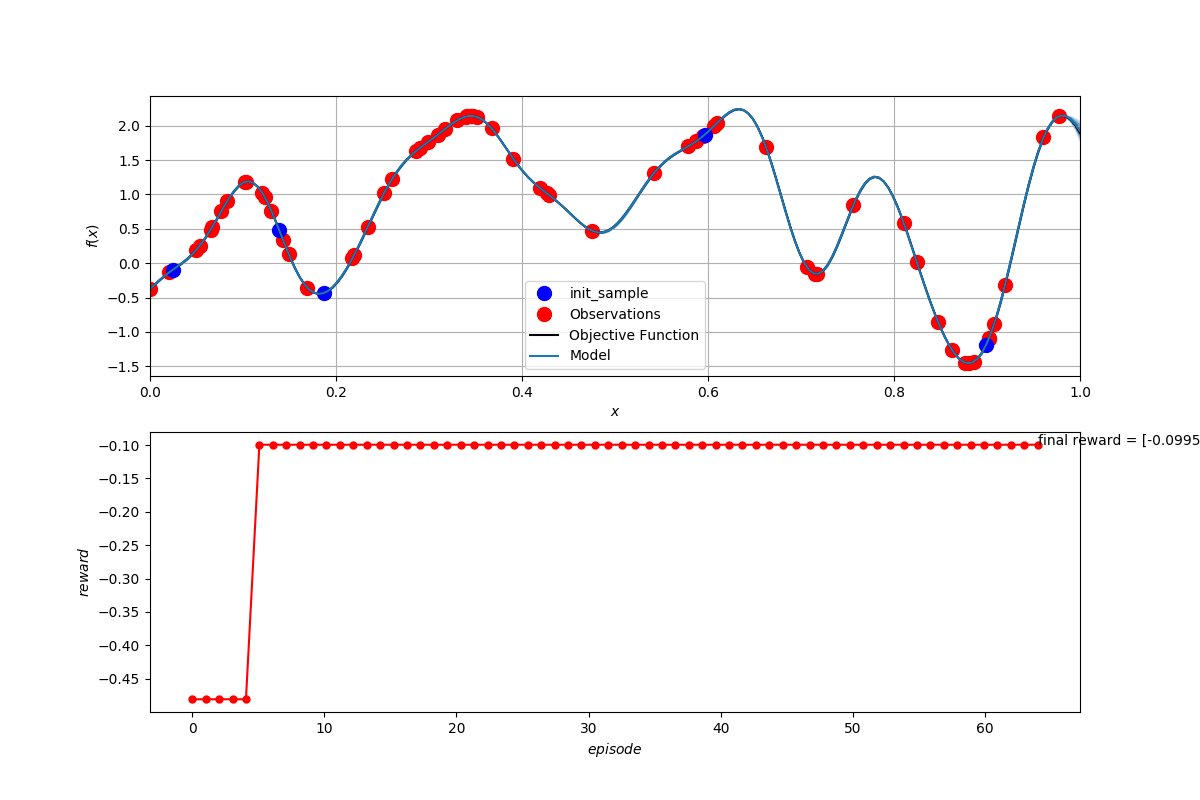 2.0
1.5
1.0
0.5
0.0
−0.5
−1.0
−1.5
f(x)
init_sample
Observations
Objective Function
Model
0.0 0.2 0.4 0.6 0.8 1.0
x
final reward = [-0.0995
−0.10
−0.15
−0.20
−0.25
−0.30
−0.35
−0.40
−0.45
reward
0 10 20 30 40 50 60
episode